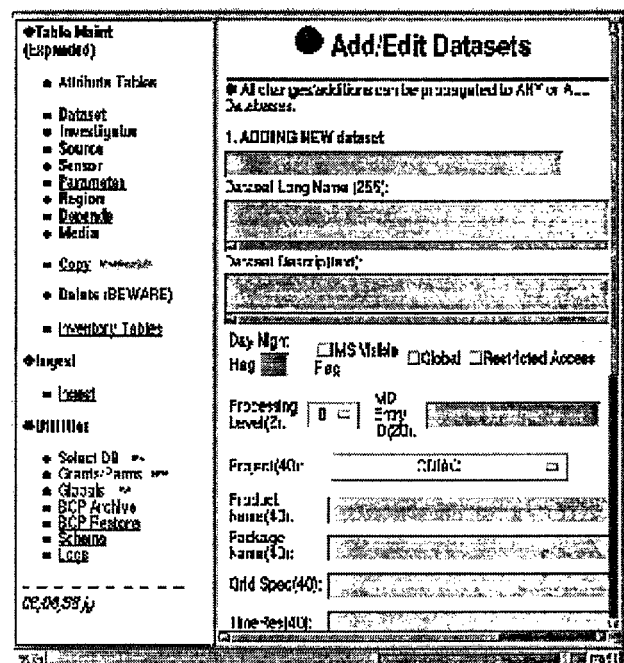 Table Maint
(Expanded)
Attribute Tables
Dataset
Investigator
Source
Sensor
Parameter
Region
Depends
Media
Copy
Delete (BEWARE)
Inventory Tables
Ingest
Ingest
Utilities
Select DB
Grants/Perms
Globals
BCP Archive
BCP Restore
Schema
Logs
Add/Edit Datasets
All changes/additions can be propagated to ANY or ALL
Databases.
1. ADDING NEW dataset
Dataset Long Name (255):
Dataset Descrip(text):
Day Night
Flag
IMS Visible
Flag
Global
Restricted Access
Processing
Level(2):
0
MD
Entry
ID(20):
Project(40):
CDIAC
Product
Name(40):
Package
Name(40):
Grid Spec(40):
Time Res(40):